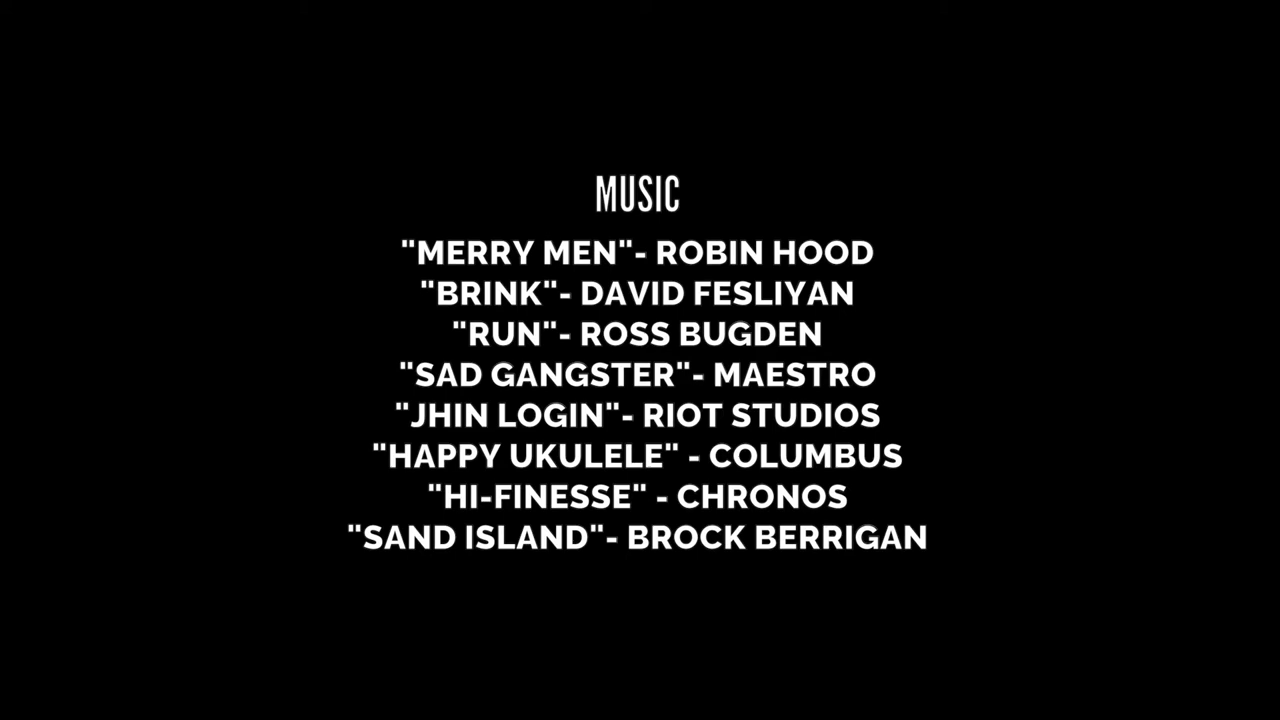 MUSIC
"MERRY MEN"- ROBIN HOOD
"BRINK"- DAVID FESLIYAN
"RUN"- ROSS BUGDEN
"SAD GANGSTER"- MAESTRO
"JHIN LOGIN"- RIOT STUDIOS
"HAPPY UKULELE" - COLUMBUS
"HI-FINESSE" - CHRONOS
"SAND ISLAND"- BROCK BERRIGAN